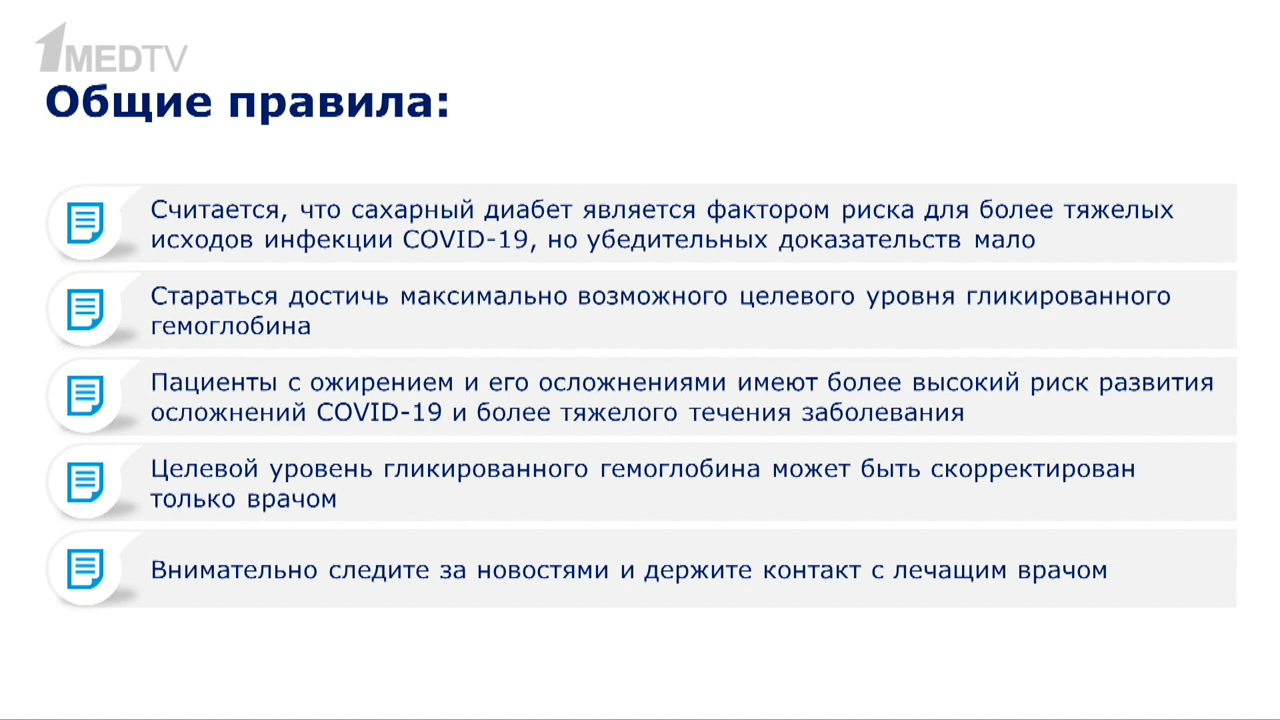 1MEDTV
Общие правила:
Считается, что сахарный диабет является фактором риска для более тяжелых
исходов инфекции COVID-19, но убедительных доказательств мало
Стараться достичь максимально возможного целевого уровня гликированного
гемоглобина
Пациенты с ожирением и его осложнениями имеют более высокий риск развития
осложнений COVID-19 и более тяжелого течения заболевания
Целевой уровень гликированного гемоглобина может быть скорректирован
только врачом
Внимательно следите за новостями и держите контакт с лечащим врачом